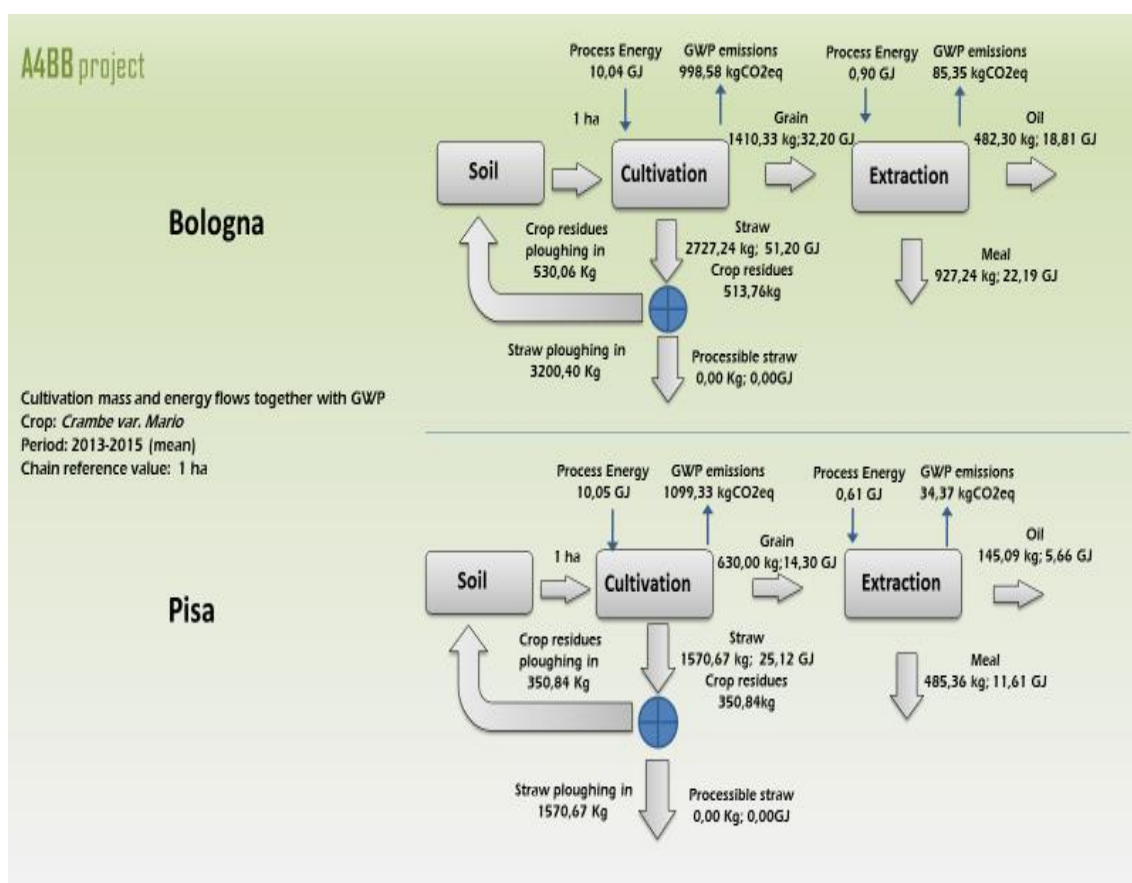 A4BB project
Process Energy
10,04 GJ
GWP emissions
998,58 kgCO2eq
Process Energy
0,90 GJ
GWP emissions
85,35 kgCO2eq
1 ha
Grain
1410,33 kg;32,20 GJ
Oil
482,30 kg; 18,81 GJ
Soil
Cultivation
Extraction
Bologna
Crop residues
ploughing in
530,06 Kg
Straw
2727,24 kg; 51,20 GJ
Crop residues
513,76kg
Meal
927,24 kg; 22,19 GJ
Straw ploughing in
3200,40 Kg
Processible straw
0,00 Kg; 0,00GJ
Cultivation mass and energy flows together with GWP
Crop: Crambe var. Mario
Period: 2013-2015 (mean)
Chain reference value: 1 ha
Process Energy
10,05 GJ
GWP emissions
1099,33 kgCO2eq
Process Energy
0,61 GJ
GWP emissions
34,37 kgCO2eq
1 ha
Grain
630,00 kg;14,30 GJ
Oil
145,09 kg; 5,66 GJ
Soil
Cultivation
Extraction
Pisa
Crop residues
ploughing in
350,84 Kg
Straw
1570,67 kg; 25,12 GJ
Crop residues
350,84kg
Meal
485,36 kg; 11,61 GJ
Straw ploughing in
1570,67 Kg
Processible straw
0,00 Kg; 0,00GJ